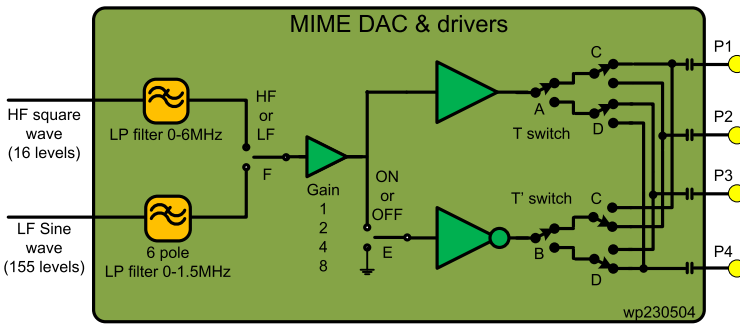 MIME DAC & drivers
P1
C
HF
or
LF
HF square
wave
(16 levels)
LP filter 0-6MHz
A
T switch
D
P2
F
Gain
1
2
4
8
ON
or
OFF
P3
T' switch
C
LF Sine
wave
(155 levels)
6 pole
LP filter 0-1.5MHz
E
B
D
P4
wp230504